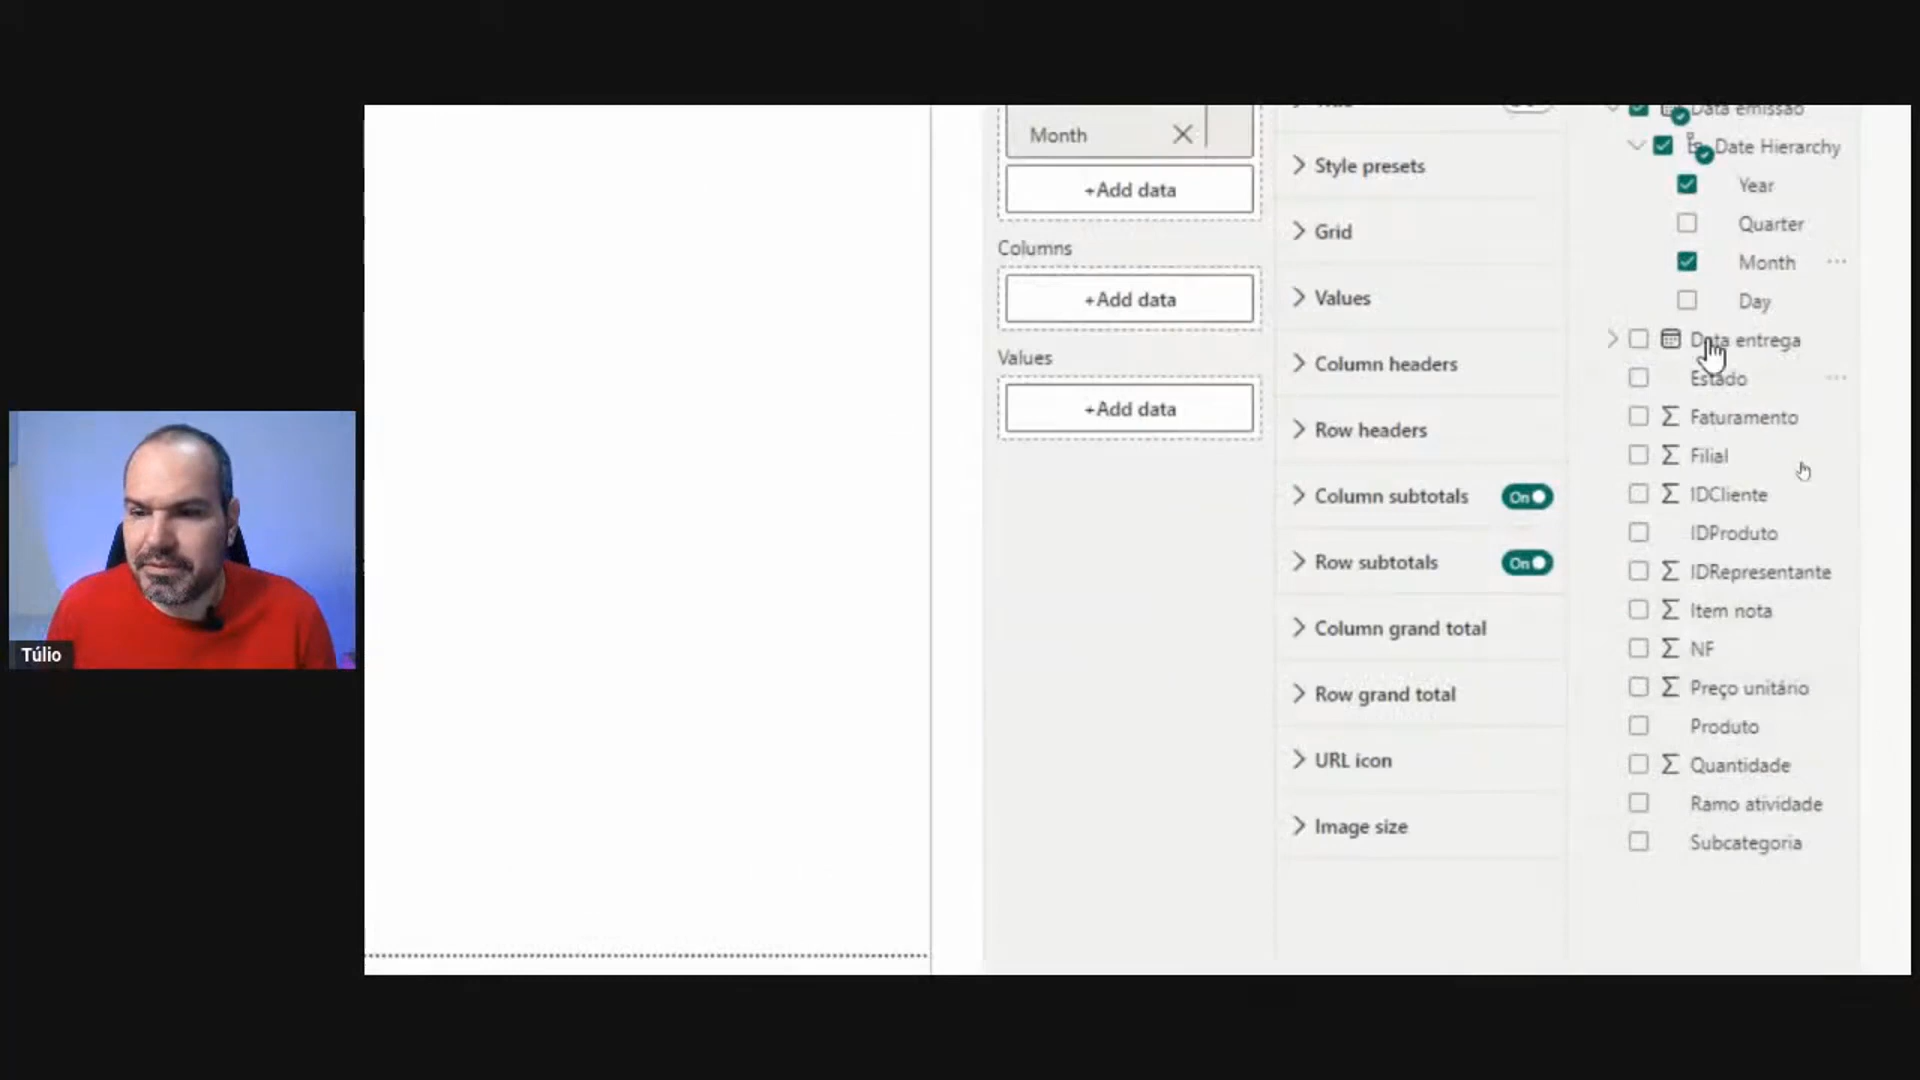 Túlio
Month
+Add data
Columns
+Add data
Values
+Add data
Style presets
Grid
Values
Column headers
Row headers
Column subtotals On
Row subtotals On
Column grand total
Row grand total
URL icon
Image size
Data emissão
Date Hierarchy
Year
Quarter
Month
Day
Data entrega
Estado
Faturamento
Filial
IDCliente
IDProduto
IDRepresentante
Item nota
NF
Preço unitário
Produto
Quantidade
Ramo atividade
Subcategoria